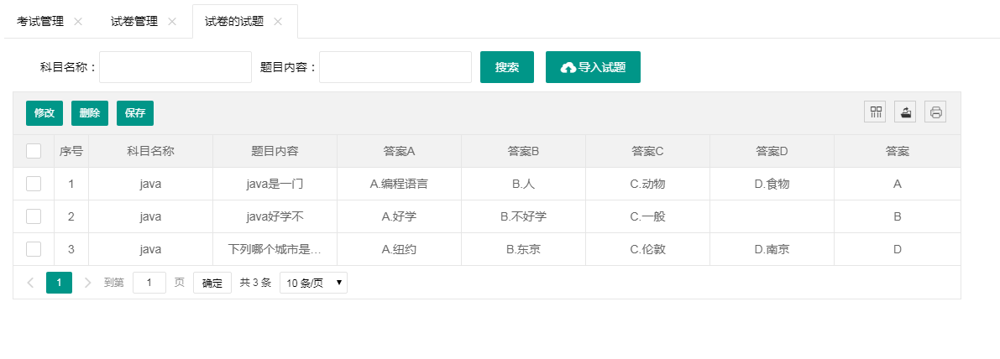 考试管理 试卷管理 试卷的试题
科目名称： 题目内容： 搜索 导入试题
修改 删除 保存
序号 科目名称 题目内容 答案A 答案B 答案C 答案D 答案
1 java java是一门 A.编程语言 B.人 C.动物 D.食物 A
2 java java好学不 A.好学 B.不好学 C.一般 B
3 java 下列哪个城市是... A.纽约 B.东京 C.伦敦 D.南京 D
1 到第 1 页 确定 共 3 条 10 条/页